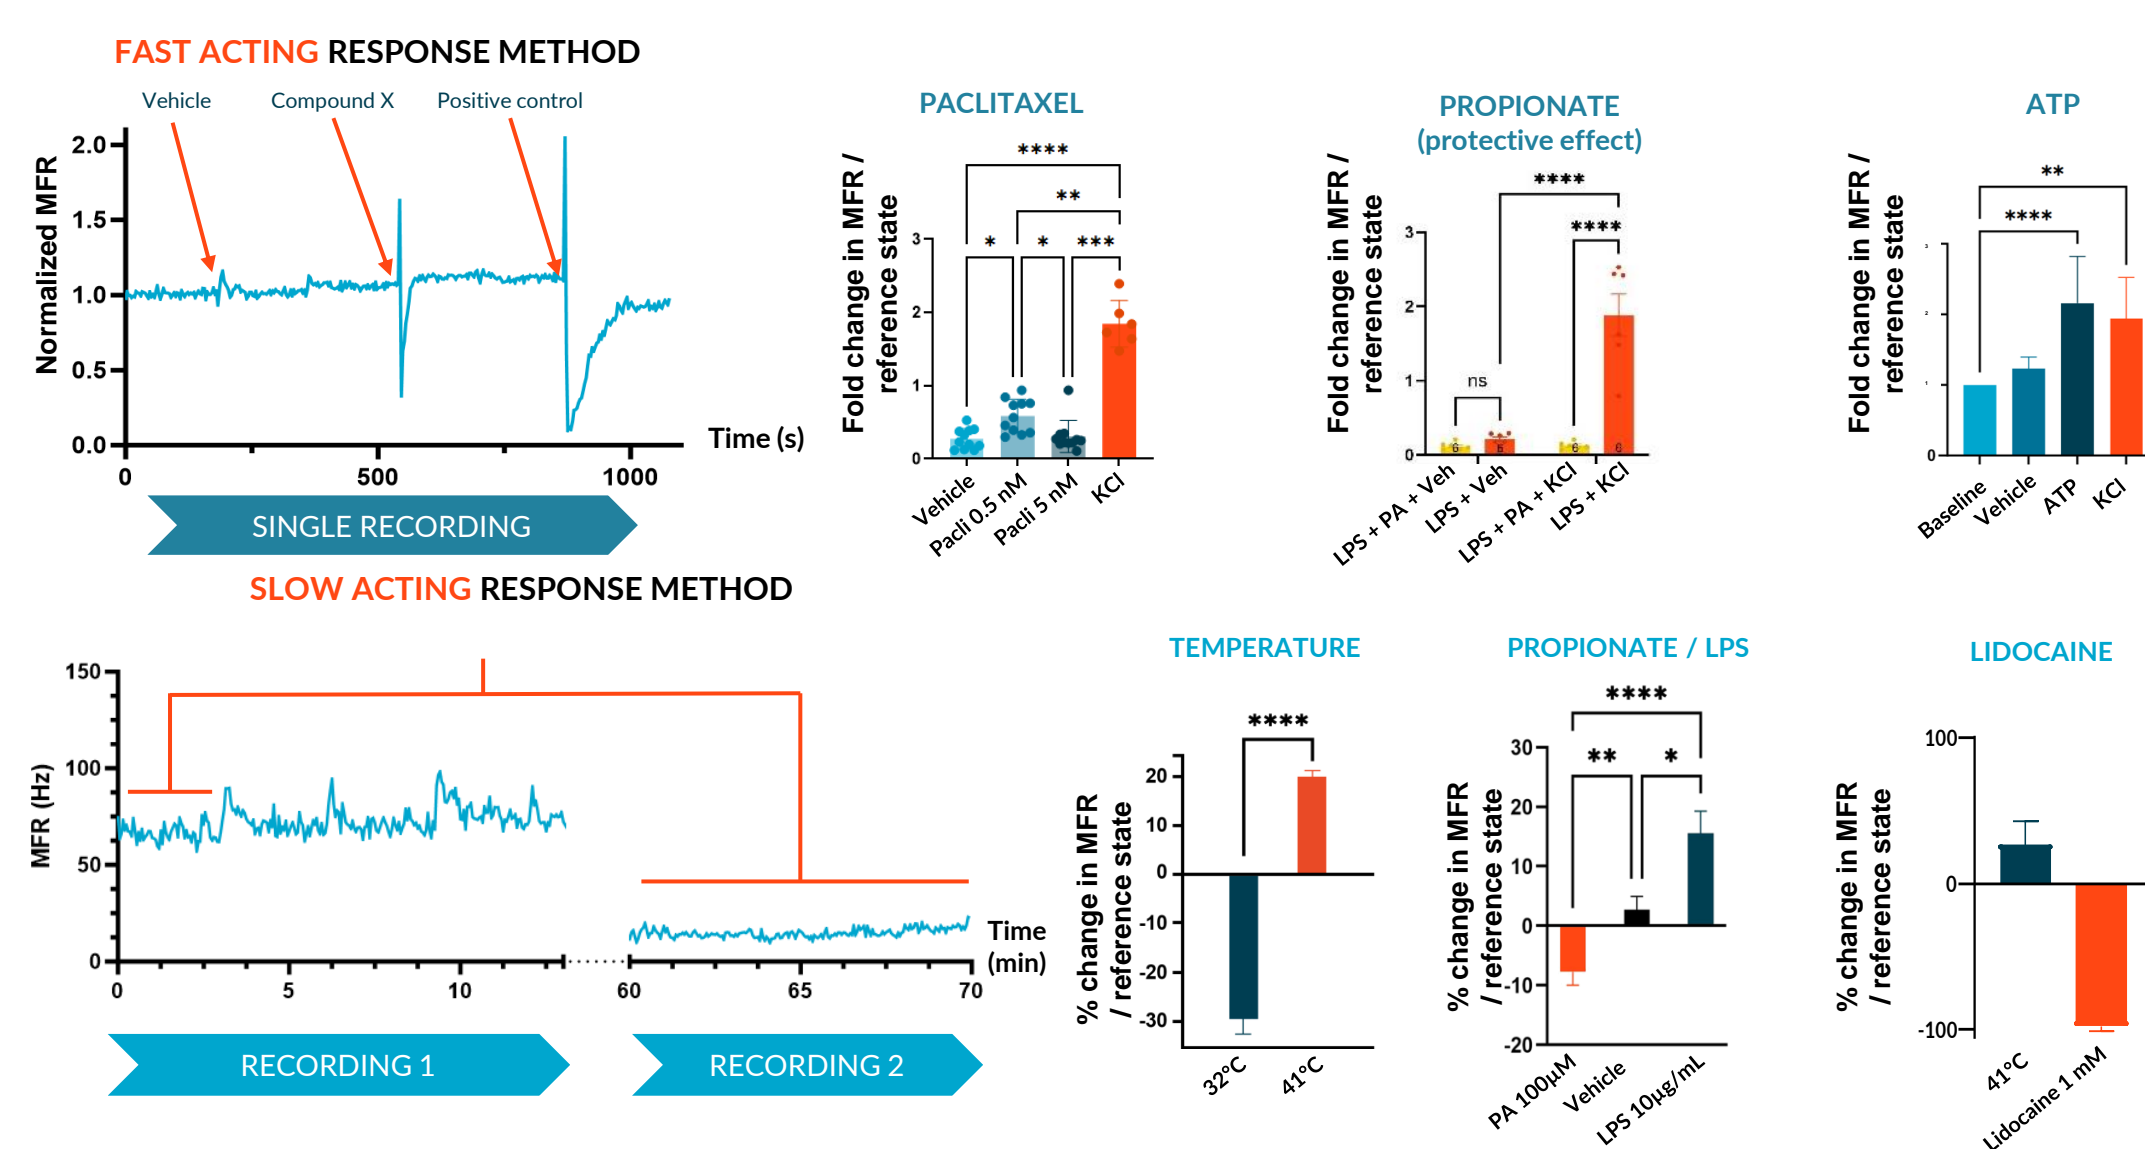 FAST ACTING RESPONSE METHOD
Vehicle
Compound X
Positive control
Normalized MFR
2.0
1.5
1.0
0.5
0.0
0
500
1000
Time (s)
SINGLE RECORDING
PACLITAXEL
Fold change in MFR /
reference state
****
**
*
*
***
3
2
1
0
Vehicle
Pacli 0.5 nM
Pacli 5 nM
KCl
PROPIONATE
(protective effect)
Fold change in MFR /
reference state
****
****
ns
3
2
1
0
6
6
6
6
LPS + PA + Veh
LPS + Veh
LPS + PA + KCl
LPS + KCl
ATP
Fold change in MFR /
reference state
**
****
3
2
1
0
Baseline
Vehicle
ATP
KCl
SLOW ACTING RESPONSE METHOD
MFR (Hz)
150
100
50
0
0
5
10
60
65
70
Time
(min)
RECORDING 1
RECORDING 2
TEMPERATURE
% change in MFR
/ reference state
****
20
10
0
-10
-20
-30
32°C
41°C
PROPIONATE / LPS
% change in MFR
/ reference state
****
**
*
30
20
10
0
-10
-20
PA 100µM
Vehicle
LPS 10µg/mL
LIDOCAINE
% change in MFR
/ reference state
100
0
-100
41°C
Lidocaine 1 mM